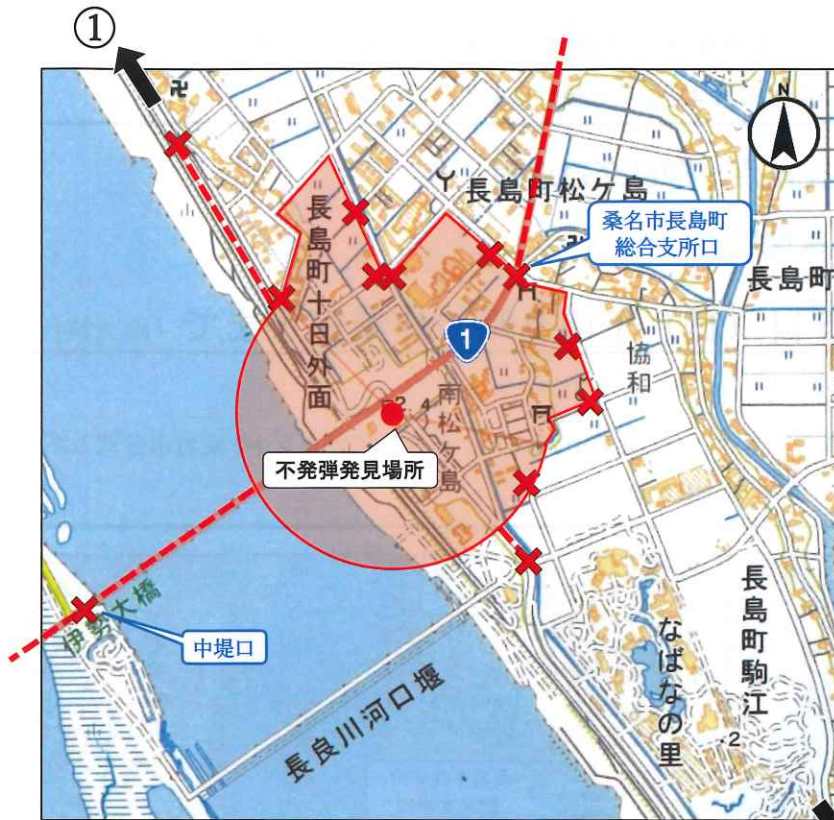 ①
N
長島町松ケ島
桑名市長島町
総合支所口
長島町
長島町十日外面
1
協和
2.4
南松ケ島
不発弾発見場所
伊勢大橋
中堤口
長良川河口堰
なばなの里
長島町駒江
-2